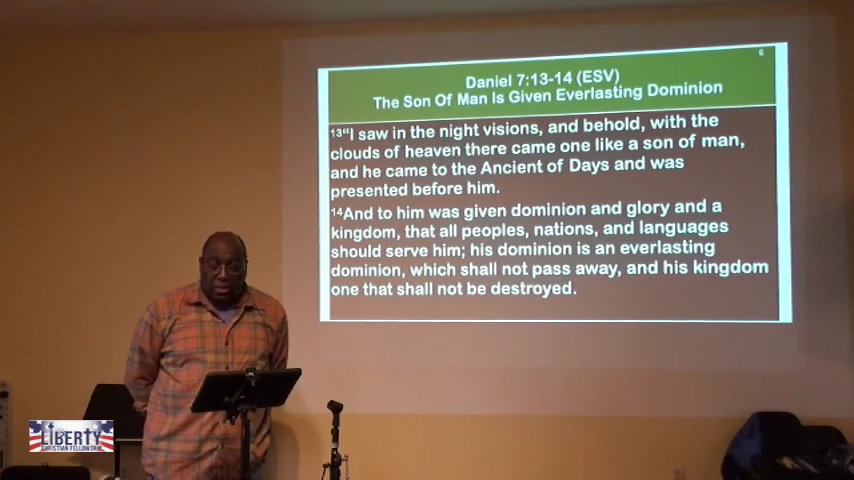 6
Daniel 7:13-14 (ESV)
The Son Of Man Is Given Everlasting Dominion
13“I saw in the night visions, and behold, with the
clouds of heaven there came one like a son of man,
and he came to the Ancient of Days and was
presented before him.
14And to him was given dominion and glory and a
kingdom, that all peoples, nations, and languages
should serve him; his dominion is an everlasting
dominion, which shall not pass away, and his kingdom
one that shall not be destroyed.
LIBERTY
CHRISTIAN FELLOWSHIP